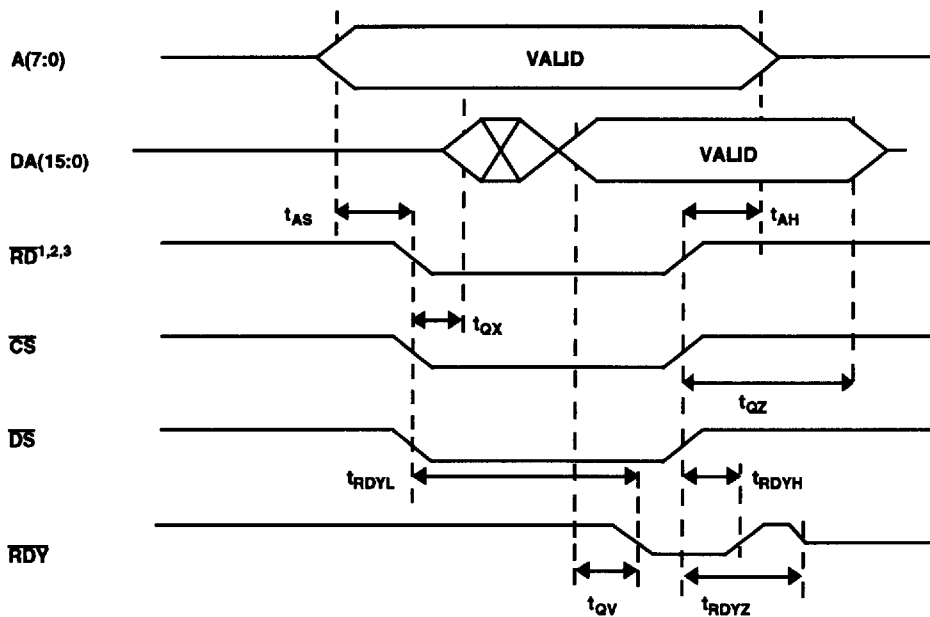 A(7:0)
VALID
DA(15:0)
VALID
tAS
tAH
RD1,2,3
tQX
CS
tQZ
DS
tRDYL
tRDYH
RDY
tQV
tRDYZ